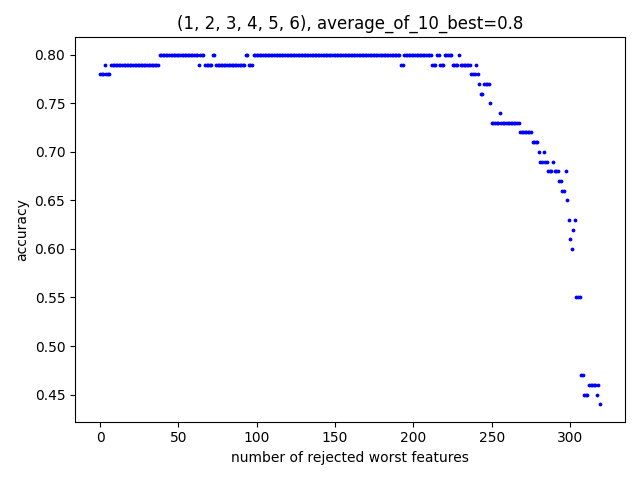 (1, 2, 3, 4, 5, 6), average_of_10_best=0.8
0.80
0.75
0.70
0.65
0.60
0.55
0.50
0.45
accuracy
0 50 100 150 200 250 300
number of rejected worst features